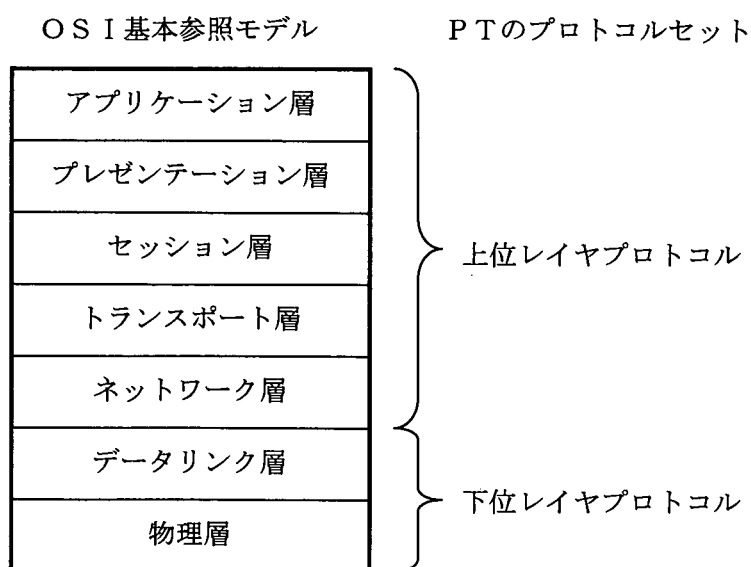 OSI基本参照モデル
PTのプロトコルセット
アプリケーション層
プレゼンテーション層
セッション層
トランスポート層
ネットワーク層
データリンク層
物理層
上位レイヤプロトコル
下位レイヤプロトコル